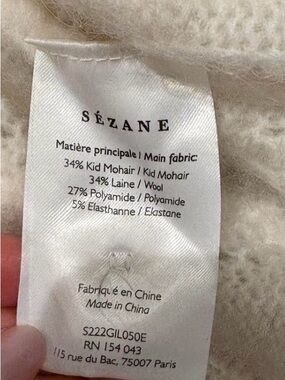 SÉZANE
Matière principale / Main fabric:
34% Kid Mohair / Kid Mohair
34% Laine / Wool
27% Polyamide / Polyamide
5% Elasthanne / Elastane
Fabriqué en Chine
Made in China
S222GIL050E
RN 154 043
115 rue du Bac, 75007 Paris